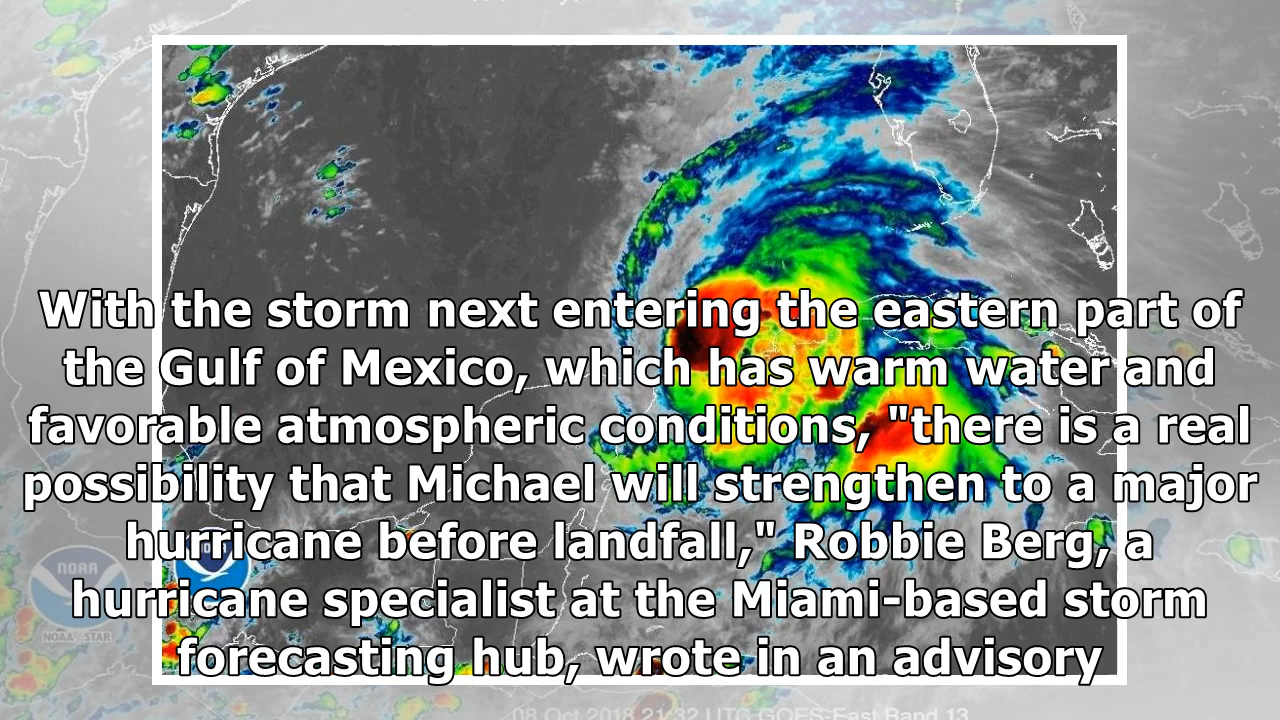 With the storm next entering the eastern part of
the Gulf of Mexico, which has warm water and
favorable atmospheric conditions, "there is a real
possibility that Michael will strengthen to a major
hurricane before landfall," Robbie Berg, a
hurricane specialist at the Miami-based storm
forecasting hub, wrote in an advisory
NOAA
NOAA STAR
08 Oct 2018 21:32 UTC GOES-East Band 13